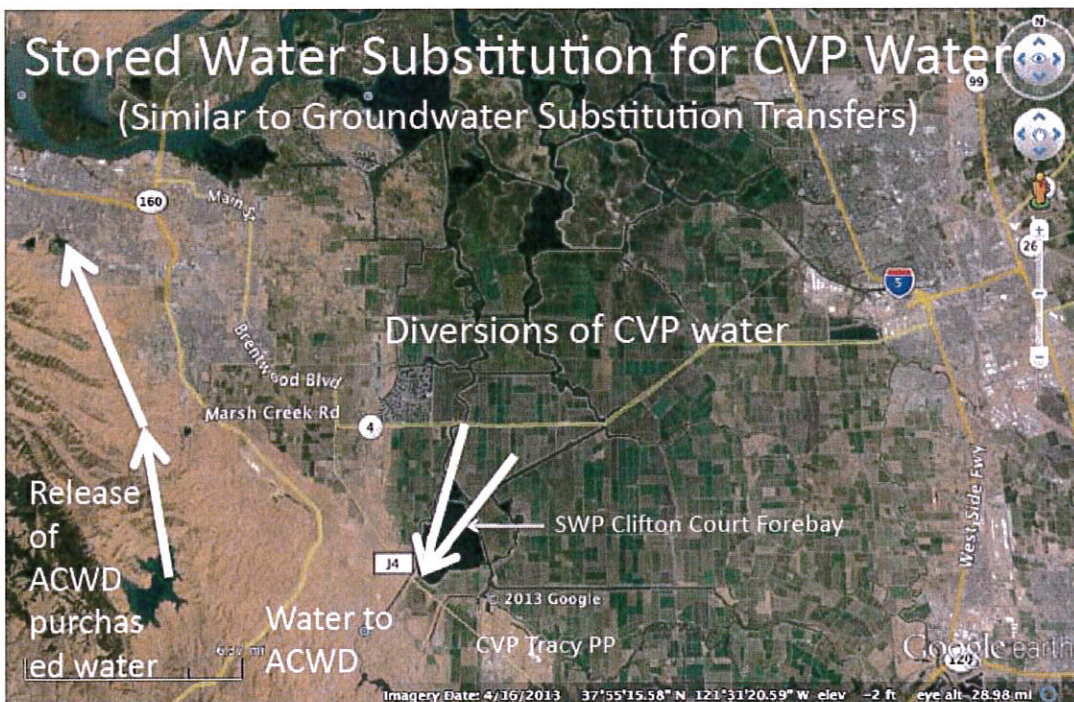 Stored Water Substitution for CVP Water
(Similar to Groundwater Substitution Transfers)
N
99
160
Main S
26
5
Diversions of CVP water
Brentwood Blvd
Marsh Creek Rd
4
West Side Fwy
Release
of
ACWD
purchas
ed water
SWP Clifton Court Forebay
J4
© 2013 Google
Water to
ACWD
CVP Tracy PP
6.37 mi
Google earth
120
Imagery Date: 4/16/2013 37°55'15.58" N 121°31'20.59" W elev -2 ft eye alt 28.98 mi